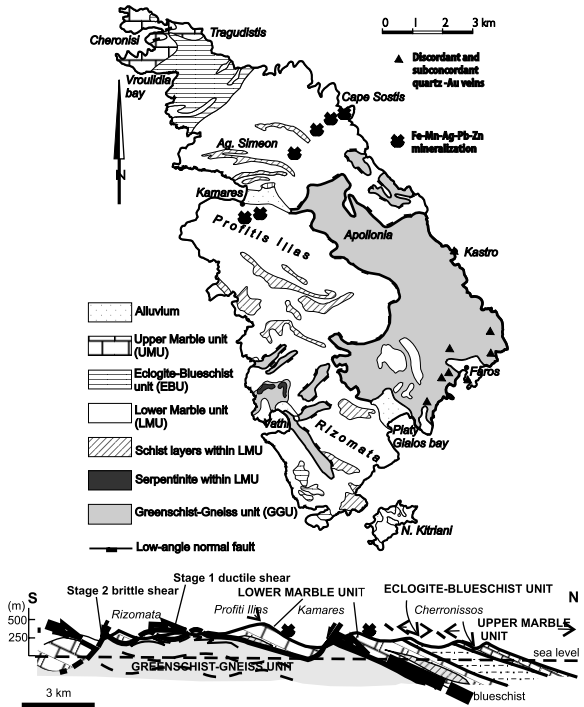 Cheronisi
Tragudistis
Vroulidia
bay
0 1 2 3 km
Discordant and
subconcordant
quartz -Au veins
Cape Sostis
Fe-Mn-Ag-Pb-Zn
mineralization
Ag. Simeon
N
Kamares
Profitis Ilias
Apollonia
Kastro
Alluvium
Upper Marble unit
(UMU)
Eclogite-Blueschist
unit (EBU)
Lower Marble unit
(LMU)
Schist layers within LMU
Serpentinite within LMU
Greenschist-Gneiss unit (GGU)
Low-angle normal fault
Faros
Vathi
Rizomata
Platy
Gialos bay
N. Kitriani
S
N
(m)
500
250
Stage 2 brittle shear
Stage 1 ductile shear
Rizomata
Profiti Ilias
LOWER MARBLE UNIT
Kamares
ECLOGITE-BLUESCHIST UNIT
Cherronissos
UPPER MARBLE
UNIT
sea level
GREENSCHIST-GNEISS UNIT
blueschist
3 km